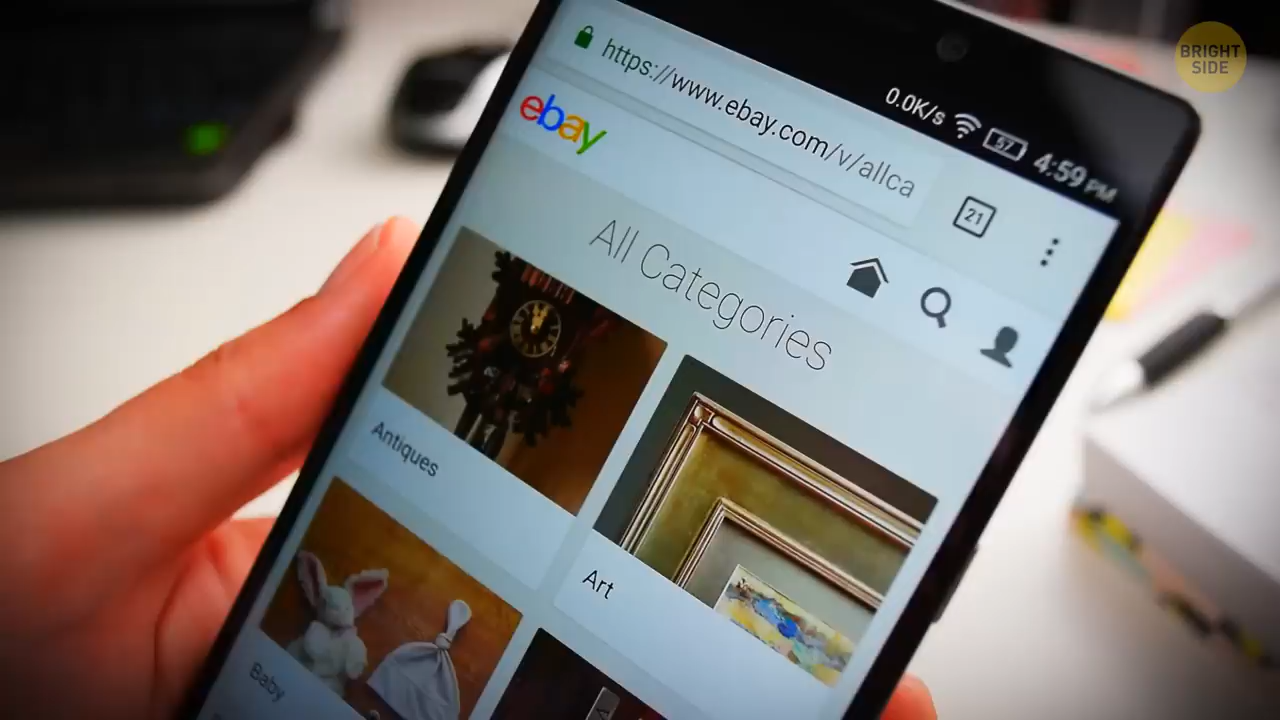 BRIGHT
SIDE
0.0K/s 57 4:59 PM
https://www.ebay.com/v/allca
21
ebay
All Categories
Antiques
Art
Baby